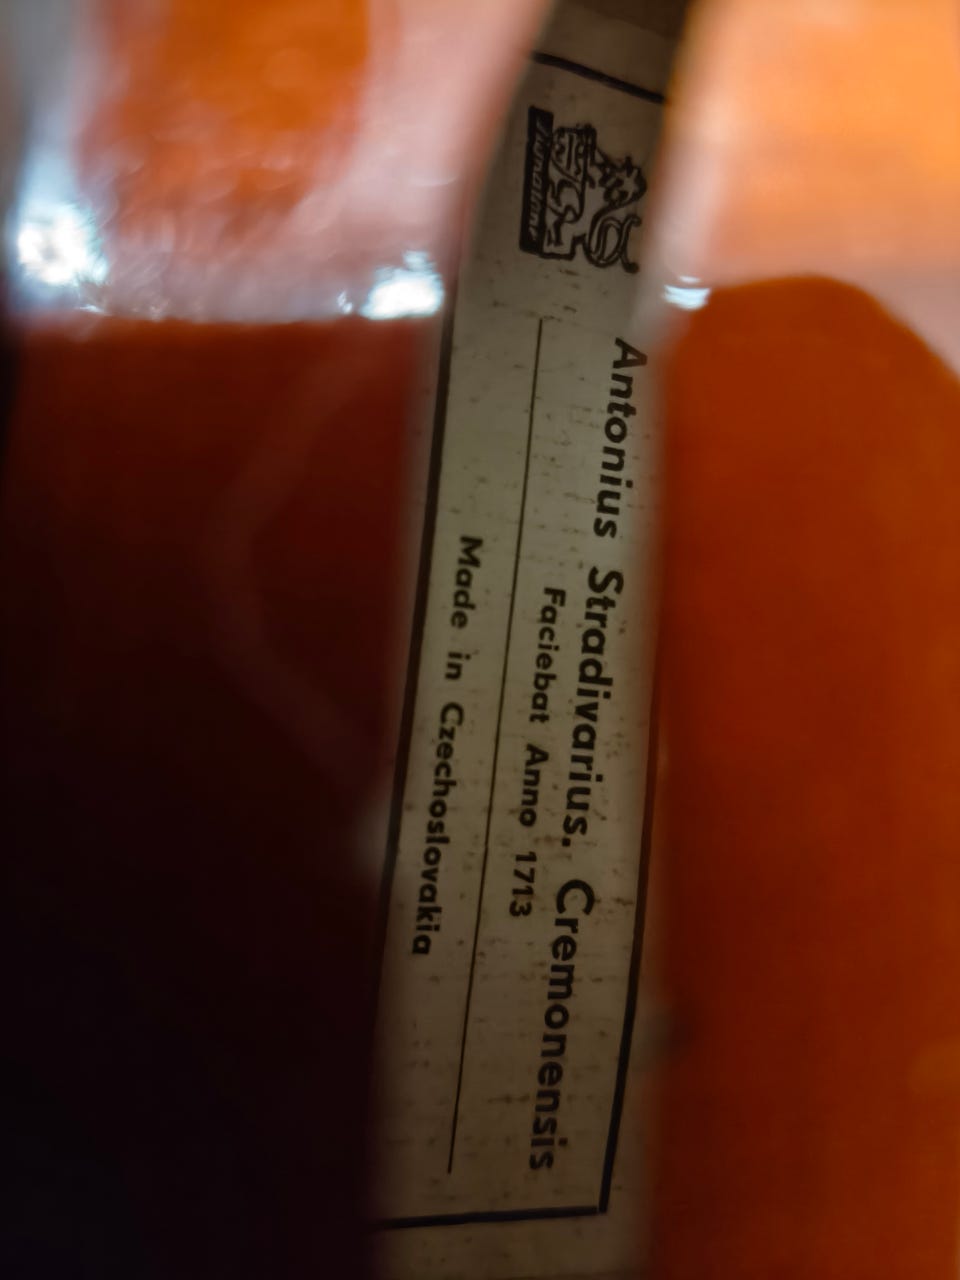 Antonius Stradivarius. Cremonensis
Faciebat Anno 1713
Made in Czechoslovakia